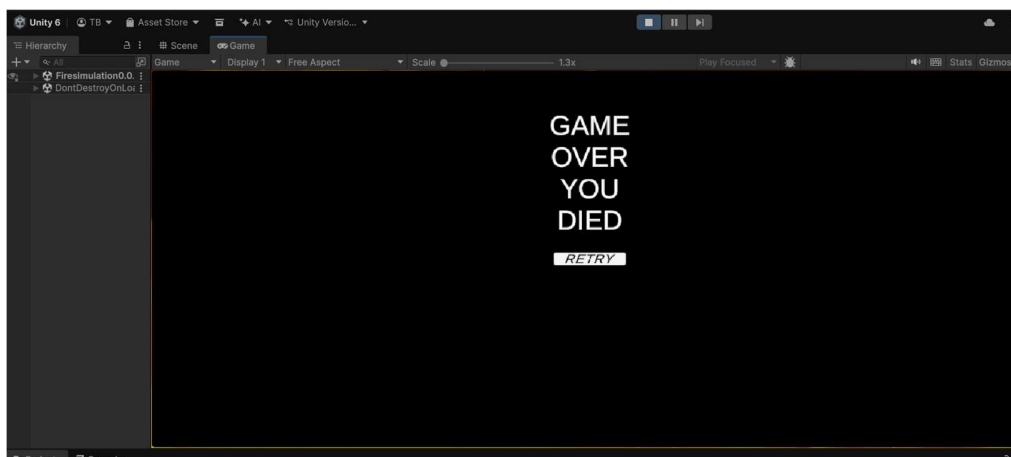 Unity 6 TB Asset Store AI Unity Versio...
Hierarchy Scene Game
All Game Display 1 Free Aspect Scale 1.3x Play Focused Stats Gizmos
Firesimulation0.0.
DontDestroyOnLoa
GAME
OVER
YOU
DIED
RETRY